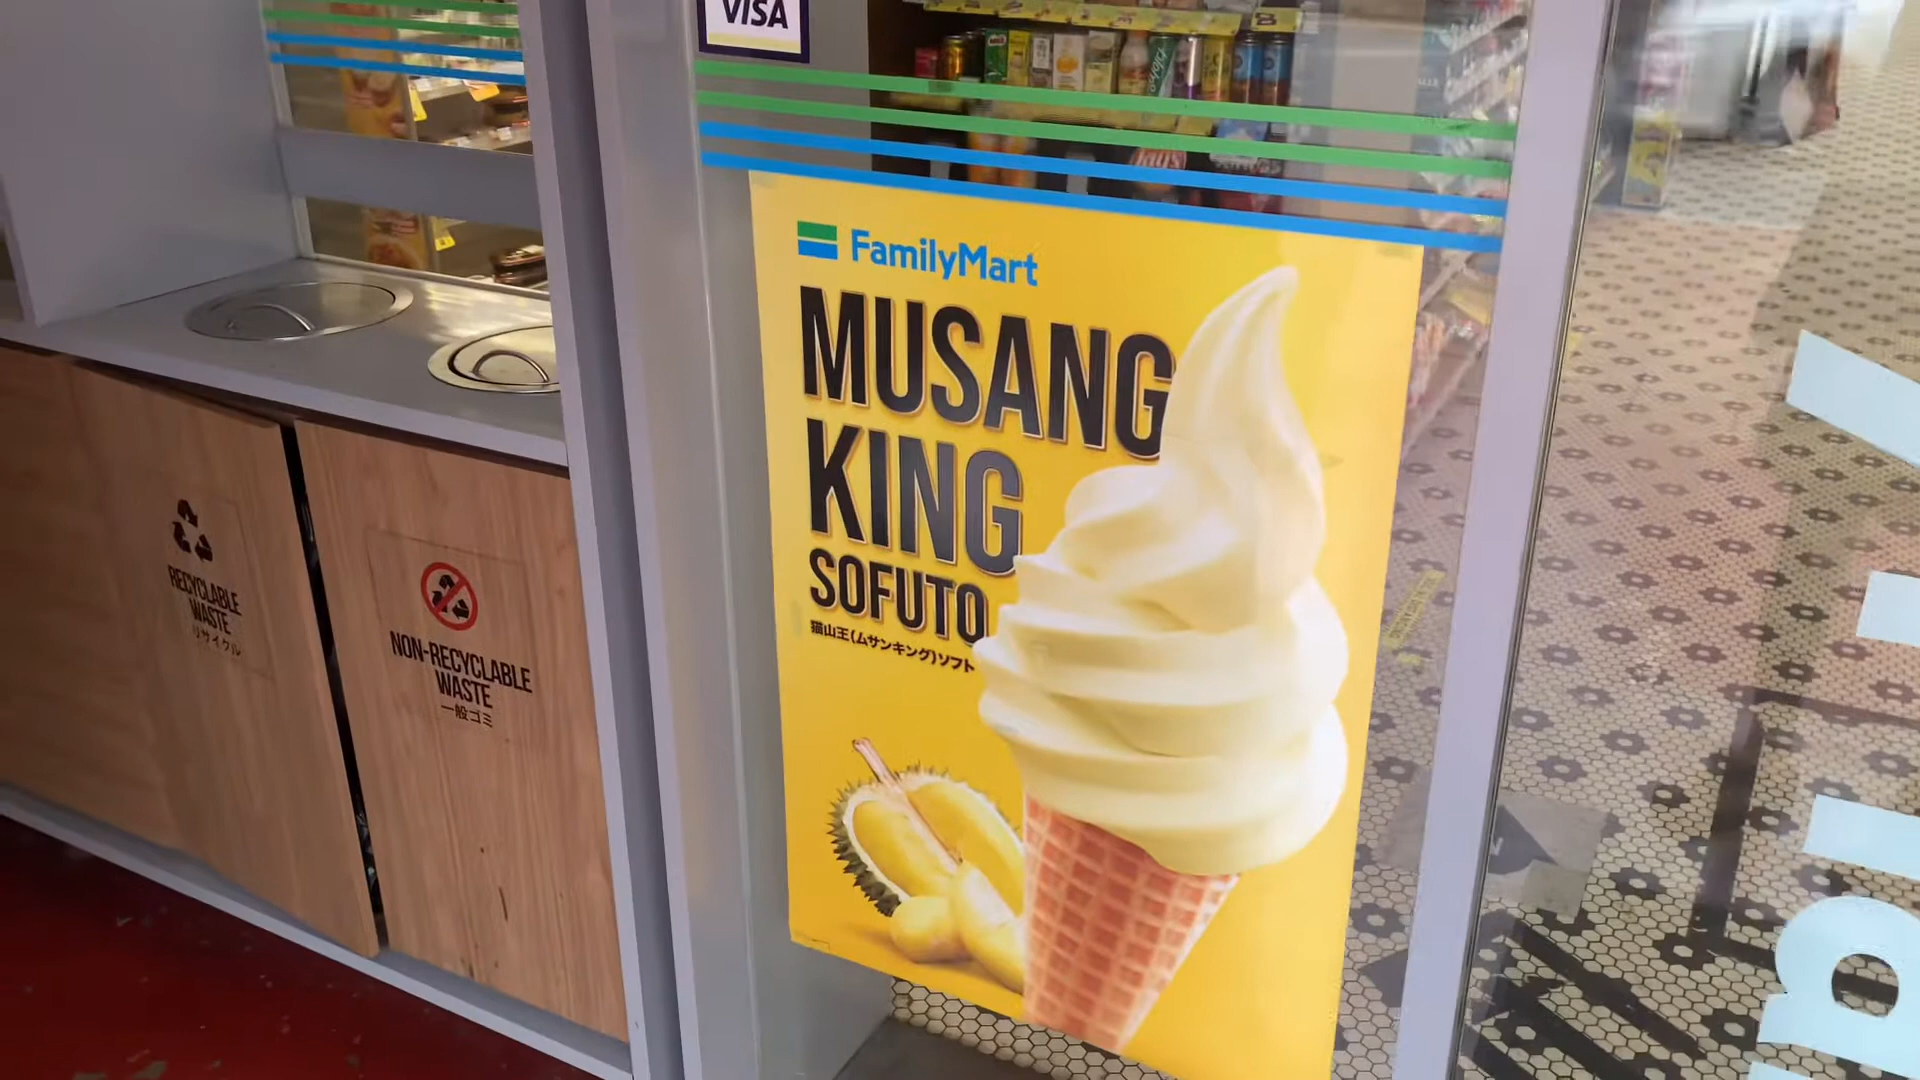 VISA
FamilyMart
MUSANG
KING
SOFUTO
猫山王(ムサンキング)ソフト
RECYCLABLE
WASTE
リサイクル
NON-RECYCLABLE
WASTE
一般ゴミ